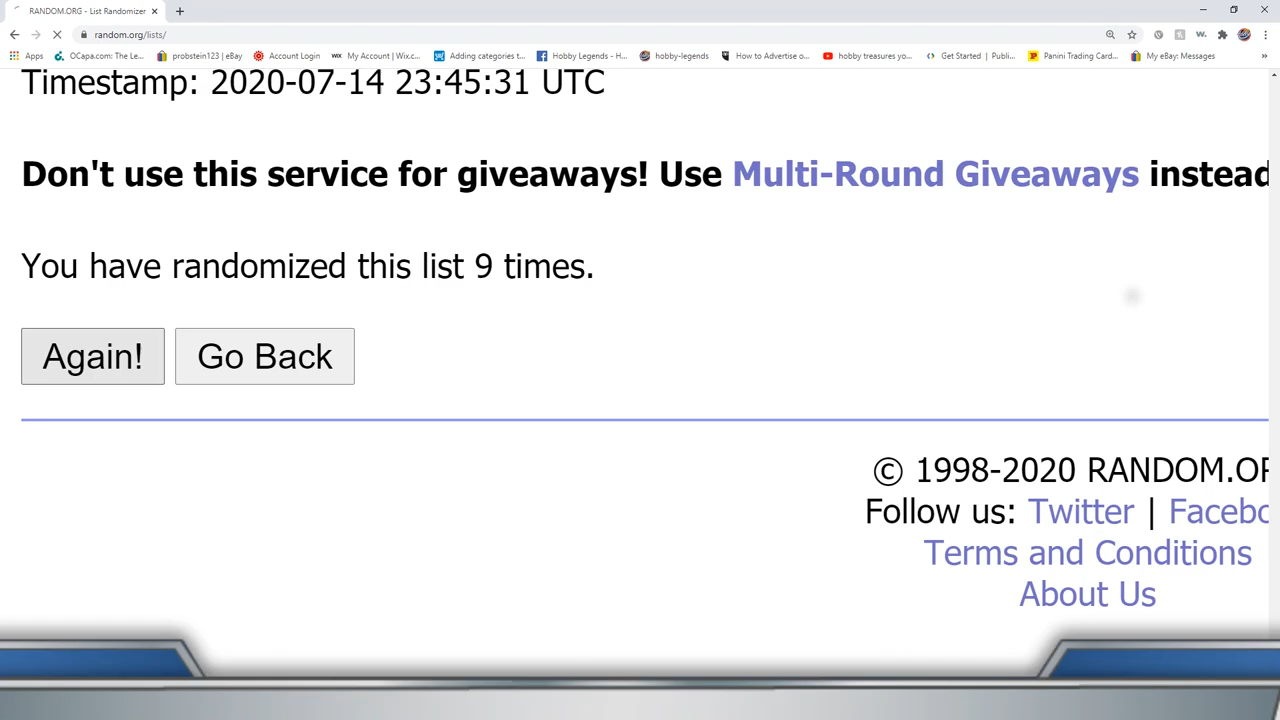 RANDOM.ORG - List Randomizer
random.org/lists/
Apps OCapa.com: The Le... probstein123 | eBay Account Login My Account | Wix.c... Adding categories t... Hobby Legends - H... hobby-legends How to Advertise o... hobby treasures yo... Get Started | Publi... Panini Trading Card... My eBay: Messages »
Timestamp: 2020-07-14 23:45:31 UTC
Don't use this service for giveaways! Use Multi-Round Giveaways instead
You have randomized this list 9 times.
Again! Go Back
© 1998-2020 RANDOM.OR
Follow us: Twitter | Facebo
Terms and Conditions
About Us